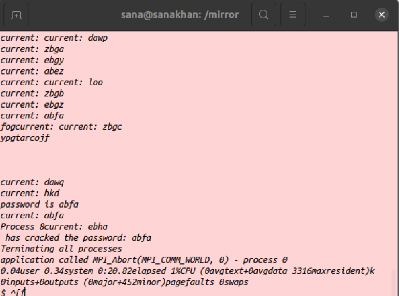 sana@sanakhan: /mirror
current: current: dawp
current: zbga
current: ebgy
current: abez
current: current: loo
current: zbgb
current: ebgz
current: abfa
fogcurrent: current: zbgc
ypgtarcojf
current: dawq
current: hkd
password is abfa
current: abfa
Process 8current: ebha
has cracked the password: abfa
Terminating all processes
application called MPI_Abort(MPI_COMM_WORLD, 0) - process 0
0.04user 0.34system 0:20.82elapsed 1%CPU (0avgtext+0avgdata 3316maxresident)k
0inputs+0outputs (0major+452minor)pagefaults 0swaps